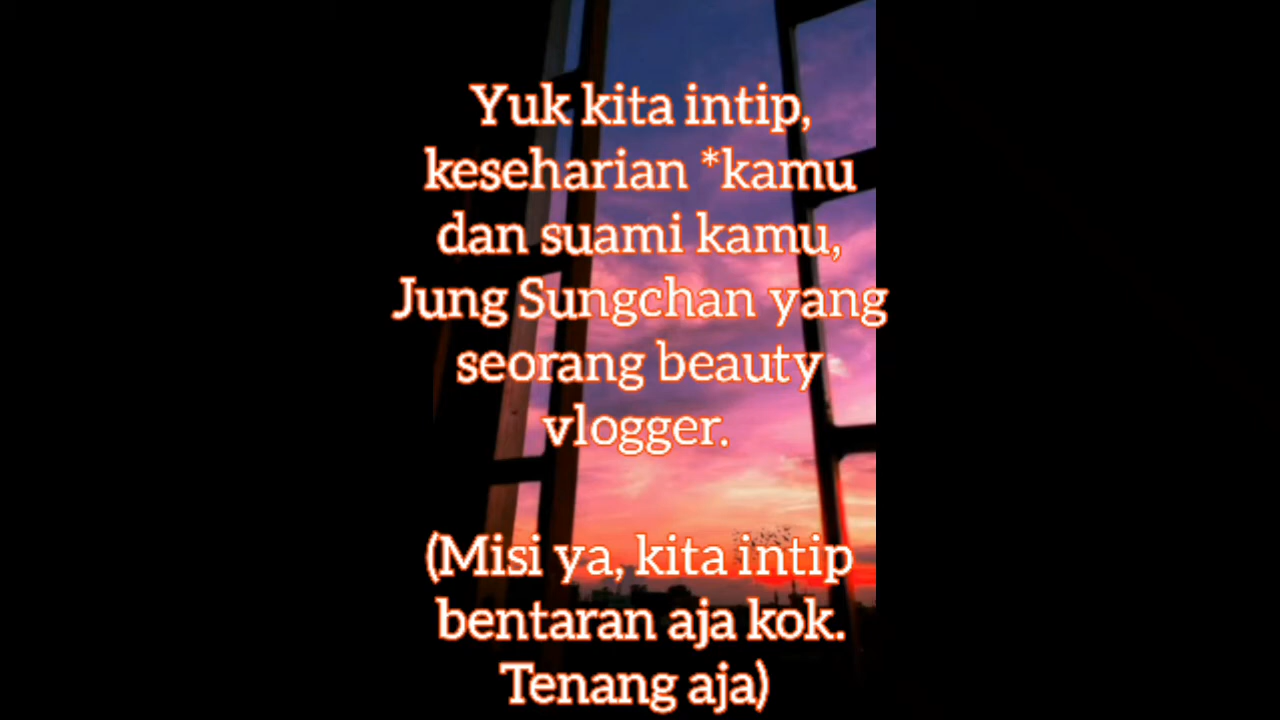 Yuk kita intip,
keseharian *kamu
dan suami kamu,
Jung Sungchan yang
seorang beauty
vlogger.
(Misi ya, kita intip
bentaran aja kok.
Tenang aja)